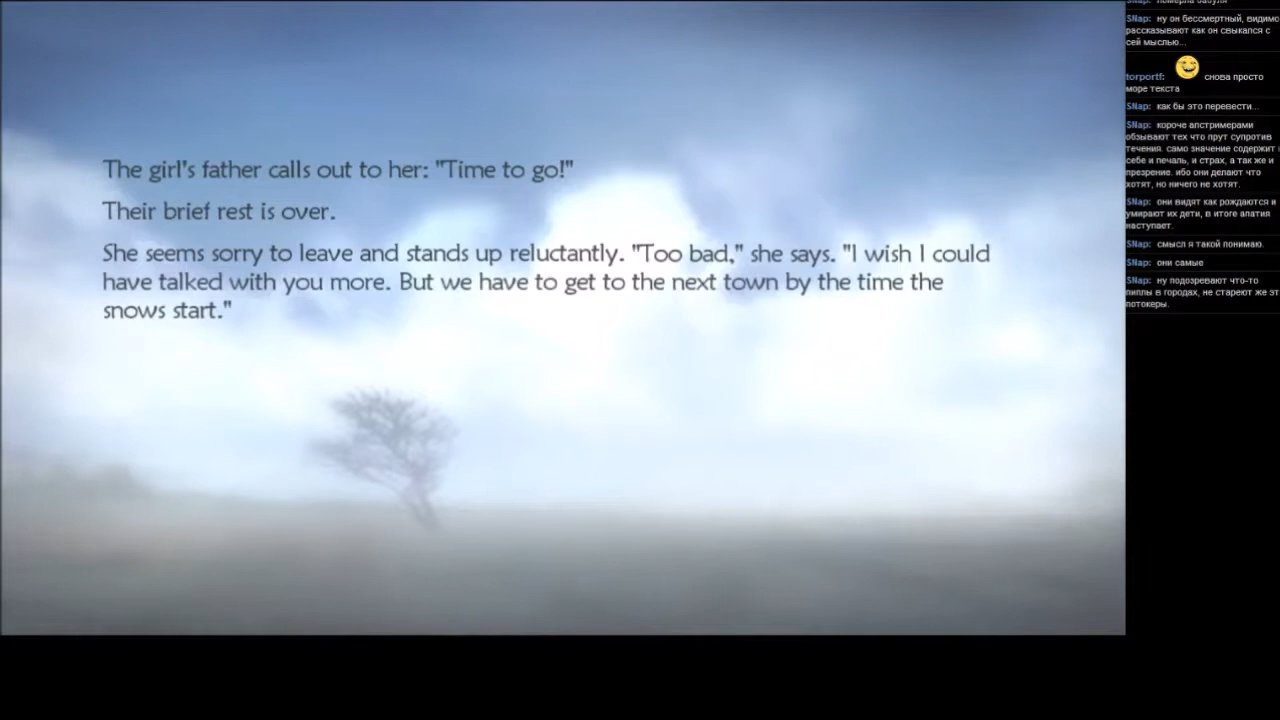 The girl's father calls out to her: "Time to go!"
Their brief rest is over.
She seems sorry to leave and stands up reluctantly. "Too bad," she says. "I wish I could
have talked with you more. But we have to get to the next town by the time the
snows start."
SNap: ну он бессмертный, видимо
рассказывают как он свыкался с
сей мыслью...
torportf: снова просто
море текста
SNap: как бы это перевести...
SNap: короче апстримерами
обзывают тех что прут супротив
течения. само значение содержит
себе и печаль, и страх, а так же и
презрение. ибо они делают что
хотят, но ничего не хотят.
SNap: они видят как рождаются и
умирают их дети, в итоге апатия
наступает.
SNap: смысл я такой понимаю.
SNap: они самые
SNap: ну подозревают что-то
пиплы в городах, не стареют же эт
потокеры.